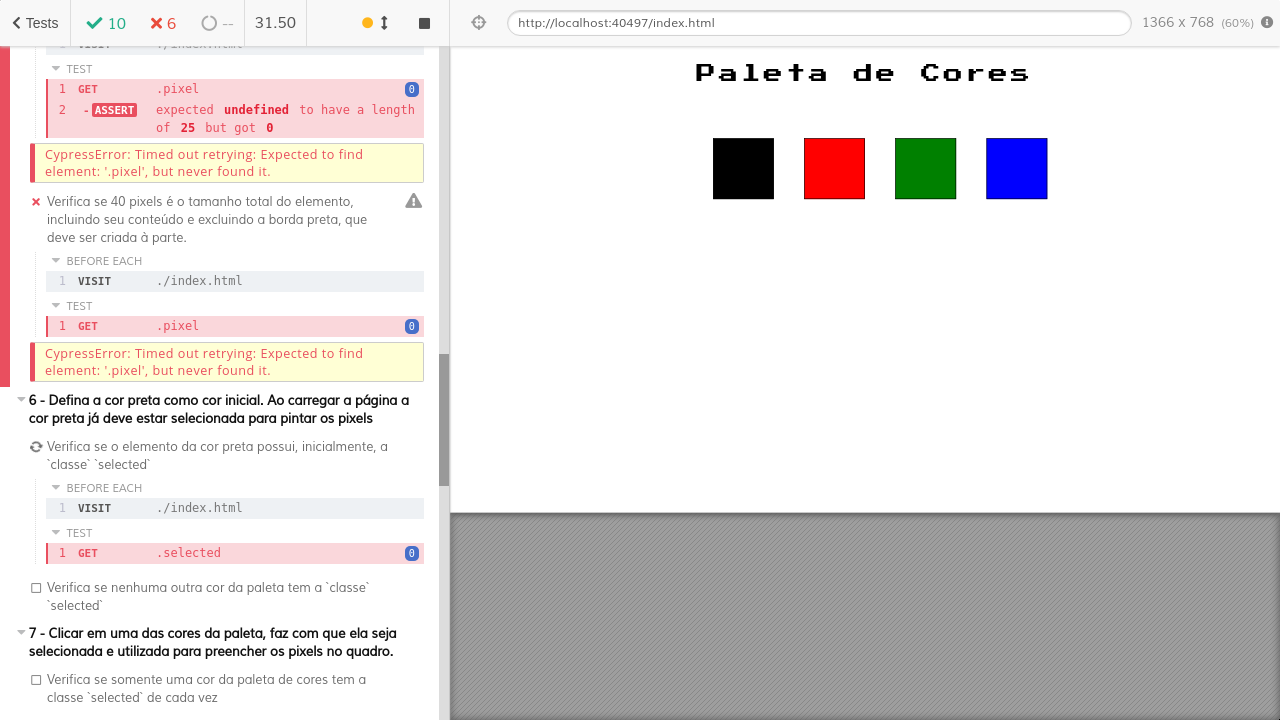 Tests
10
6
--
31.50
http://localhost:40497/index.html
1366 x 768 (60%)
1 VISIT ./index.html
TEST
1 GET .pixel 0
2 -ASSERT expected undefined to have a length
of 25 but got 0
CypressError: Timed out retrying: Expected to find
element: '.pixel', but never found it.
Verifica se 40 pixels é o tamanho total do elemento,
incluindo seu conteúdo e excluindo a borda preta, que
deve ser criada à parte.
BEFORE EACH
1 VISIT ./index.html
TEST
1 GET .pixel 0
CypressError: Timed out retrying: Expected to find
element: '.pixel', but never found it.
6 - Defina a cor preta como cor inicial. Ao carregar a página a
cor preta já deve estar selecionada para pintar os pixels
Verifica se o elemento da cor preta possui, inicialmente, a
`classe` `selected`
BEFORE EACH
1 VISIT ./index.html
TEST
1 GET .selected 0
Verifica se nenhuma outra cor da paleta tem a `classe`
`selected`
7 - Clicar em uma das cores da paleta, faz com que ela seja
selecionada e utilizada para preencher os pixels no quadro.
Verifica se somente uma cor da paleta de cores tem a
classe `selected` de cada vez
Paleta de Cores